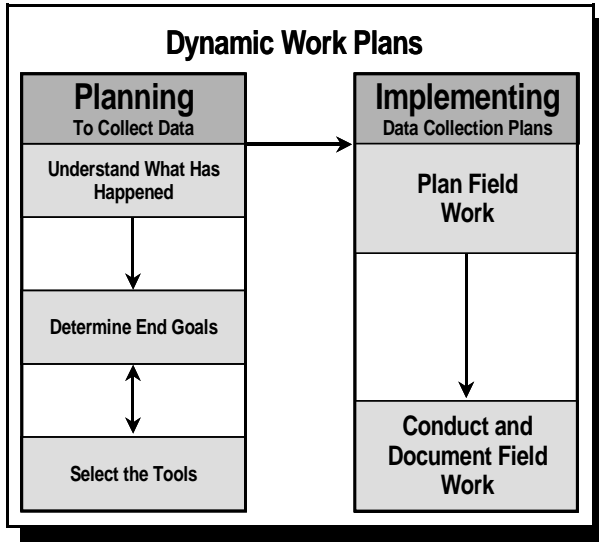 Dynamic Work Plans
Planning
To Collect Data
Understand What Has
Happened
Determine End Goals
Select the Tools
Implementing
Data Collection Plans
Plan Field
Work
Conduct and
Document Field
Work